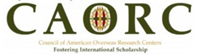 CAORC
Council of American Overseas Research Centers
Fostering International Scholarship